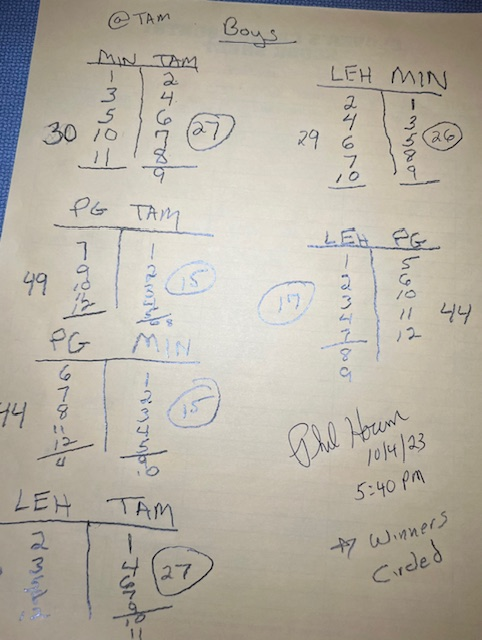 @TAM
Boys
MIN TAM
1 2
3 4
5 6
30 10 7 27
11 8
9
LEH MIN
2 1
4 3
29 6 5 26
7 8
10 9
PG TAM
7 1
9 2
49 10 3 15
12
LEH PG
1 5
2 6
17 3 10
4 11 44
7 12
8
9
PG MIN
6 1
7 2
44 8 3 15
11 4
12 5
4
LEH TAM
2 1
3 4
27
11
10/4/23
5:40 PM
Winners
Circled